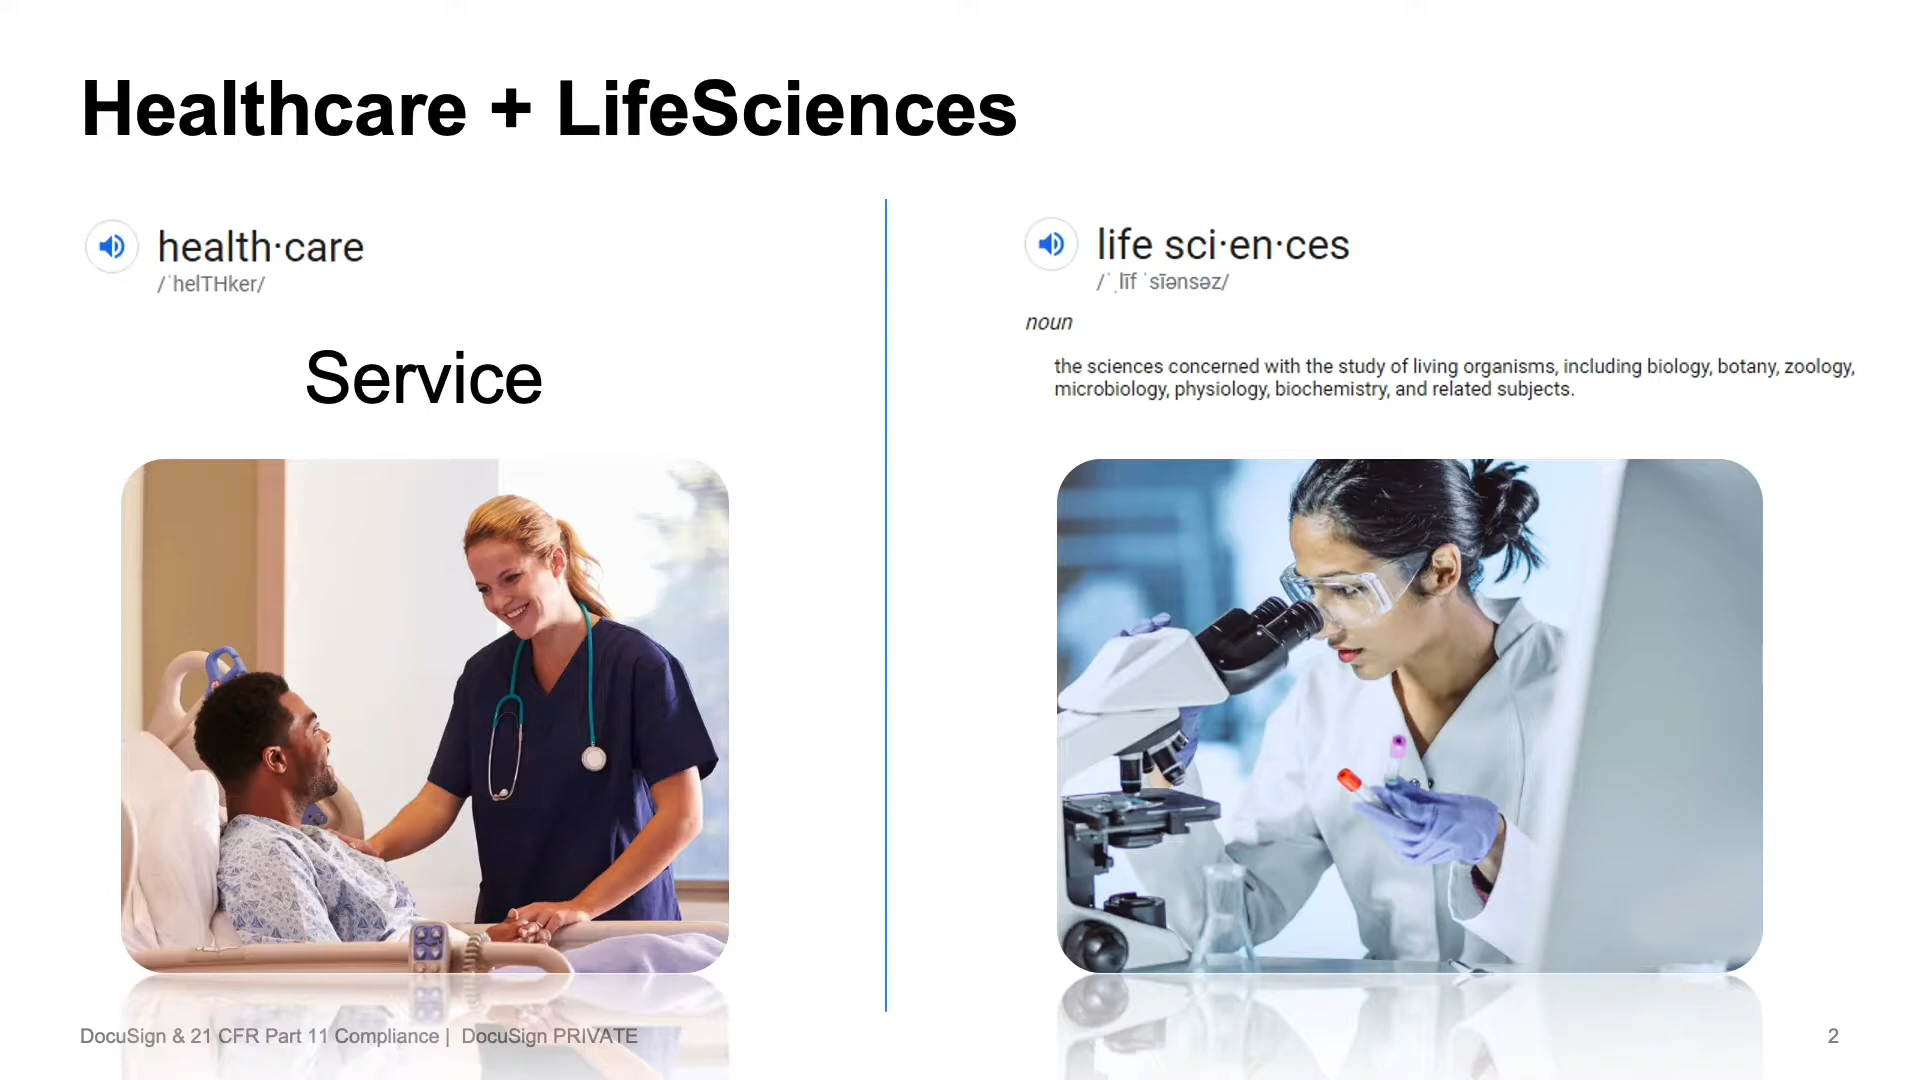 Healthcare + LifeSciences
health·care
/ˈhelTHker/
Service
life sci·en·ces
/ˈˌlīf ˈsīənsəz/
noun
the sciences concerned with the study of living organisms, including biology, botany, zoology,
microbiology, physiology, biochemistry, and related subjects.
DocuSign & 21 CFR Part 11 Compliance | DocuSign PRIVATE
2